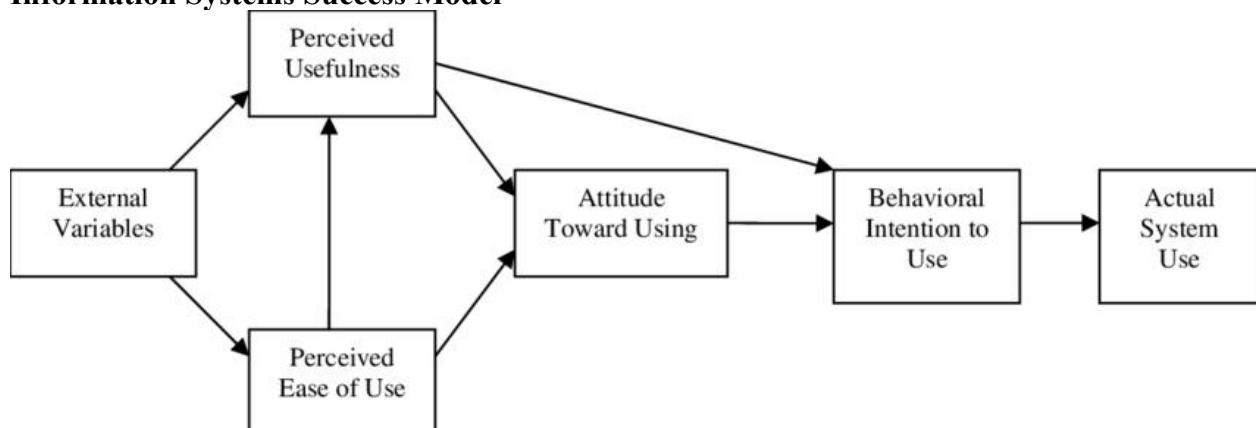 Information Systems Success Model
Perceived
Usefulness
External
Variables
Attitude
Toward Using
Behavioral
Intention to
Use
Actual
System
Use
Perceived
Ease of Use